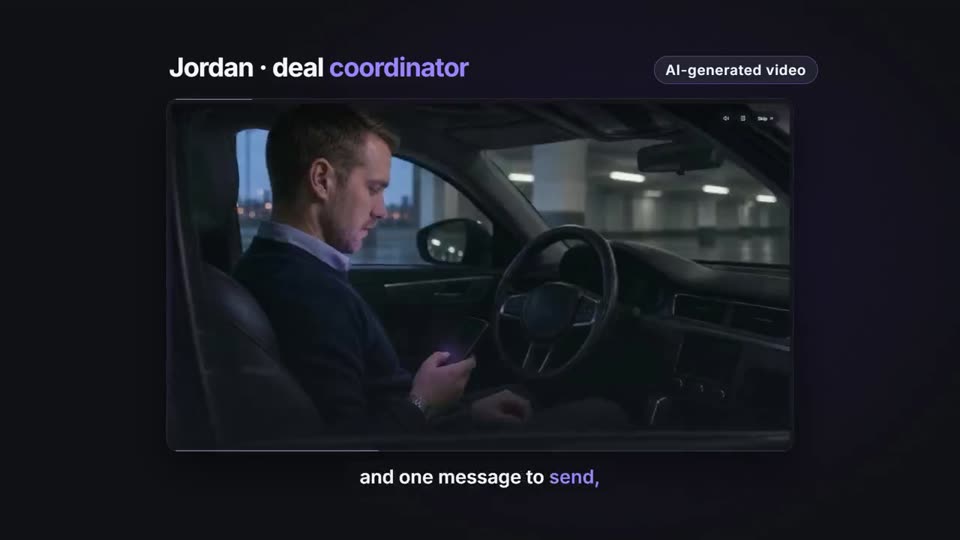 Jordan · deal coordinator
AI-generated video
Skip
and one message to send,